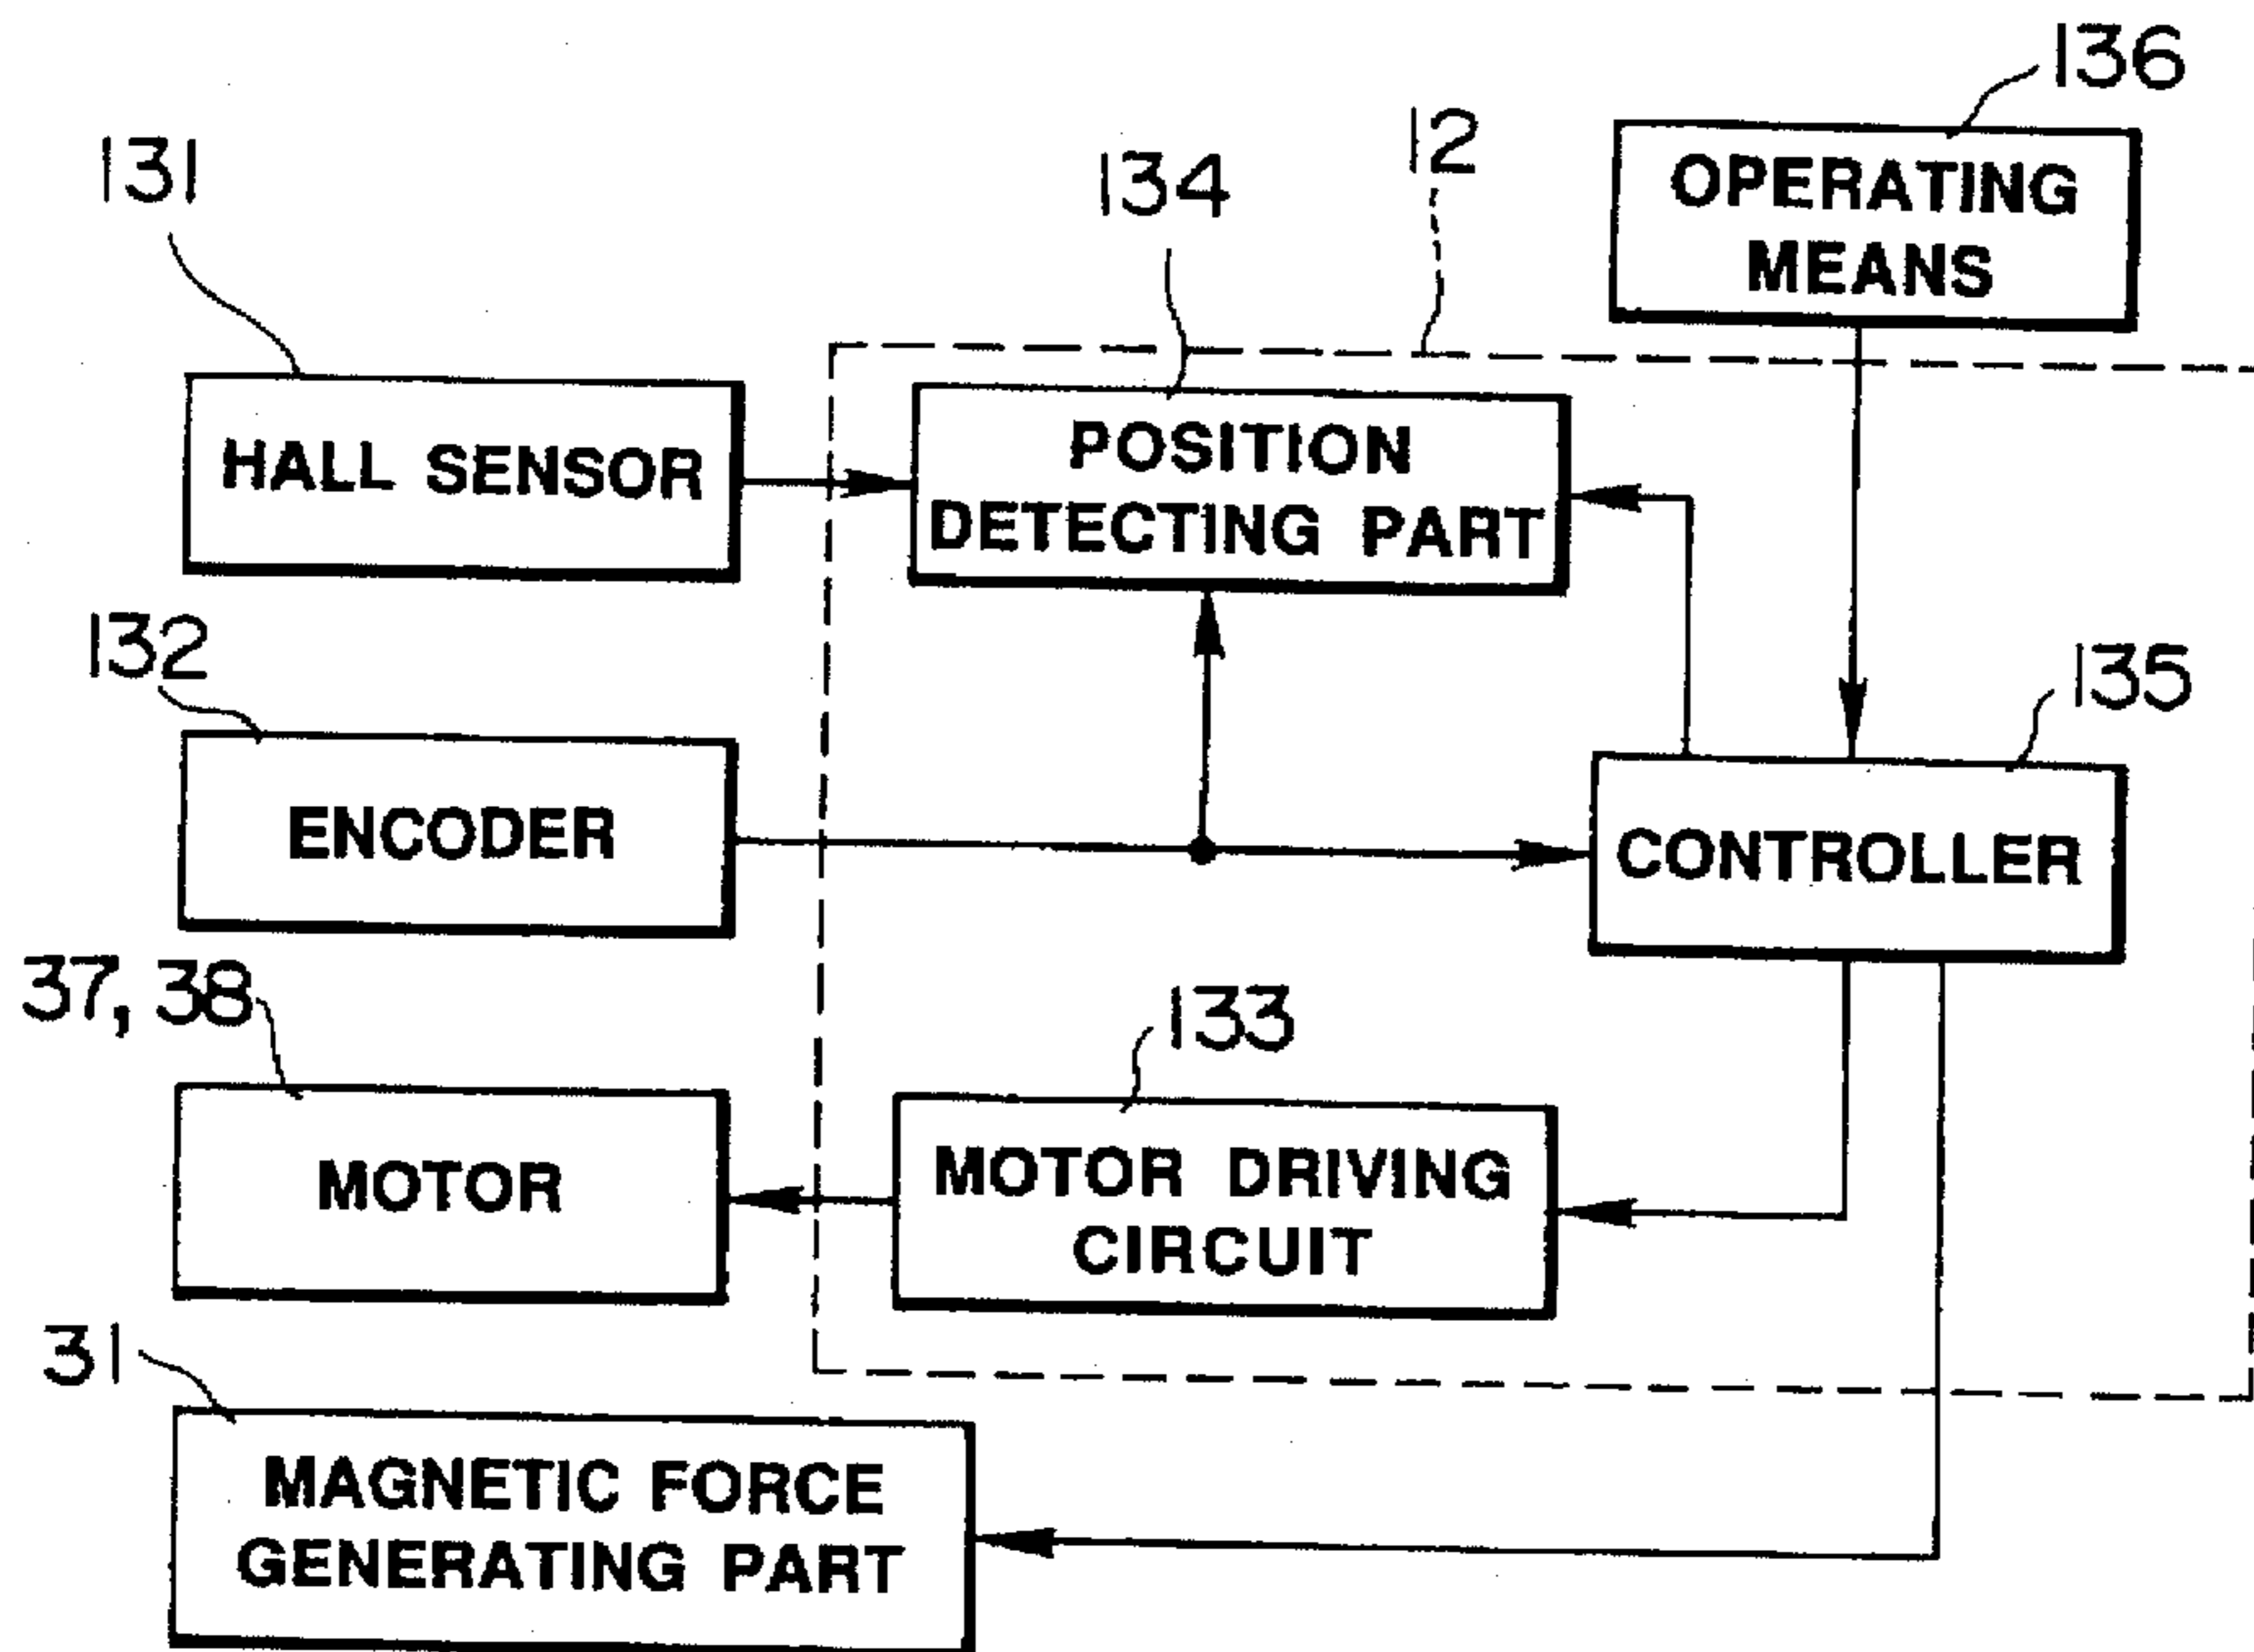 136
12
134
131
OPERATING
MEANS
HALL SENSOR
POSITION
DETECTING PART
132
135
ENCODER
CONTROLLER
37, 38
133
MOTOR
MOTOR DRIVING
CIRCUIT
31
MAGNETIC FORCE
GENERATING PART